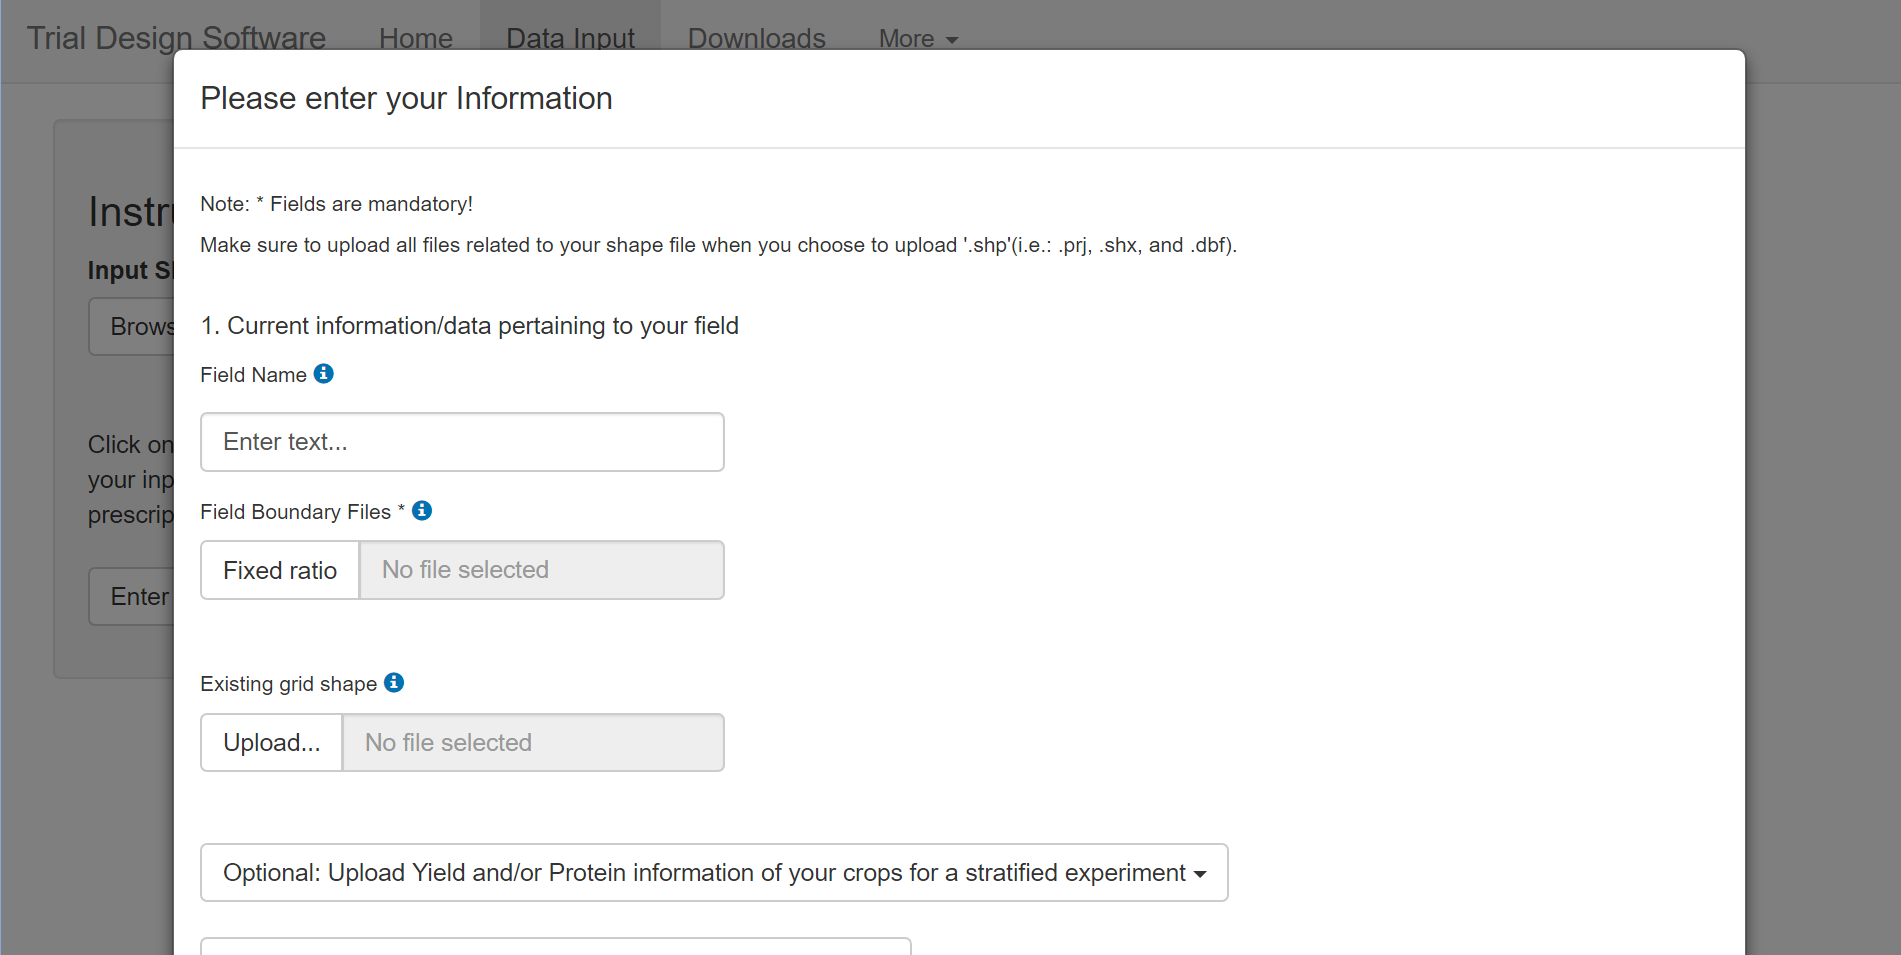 Trial Design Software Home Data Input Downloads More
Please enter your Information
Note: * Fields are mandatory!
Make sure to upload all files related to your shape file when you choose to upload '.shp'(i.e.: .prj, .shx, and .dbf).
1. Current information/data pertaining to your field
Field Name
Enter text...
Field Boundary Files *
Fixed ratio No file selected
Existing grid shape
Upload... No file selected
Optional: Upload Yield and/or Protein information of your crops for a stratified experiment
Input
Click on
your
Enter